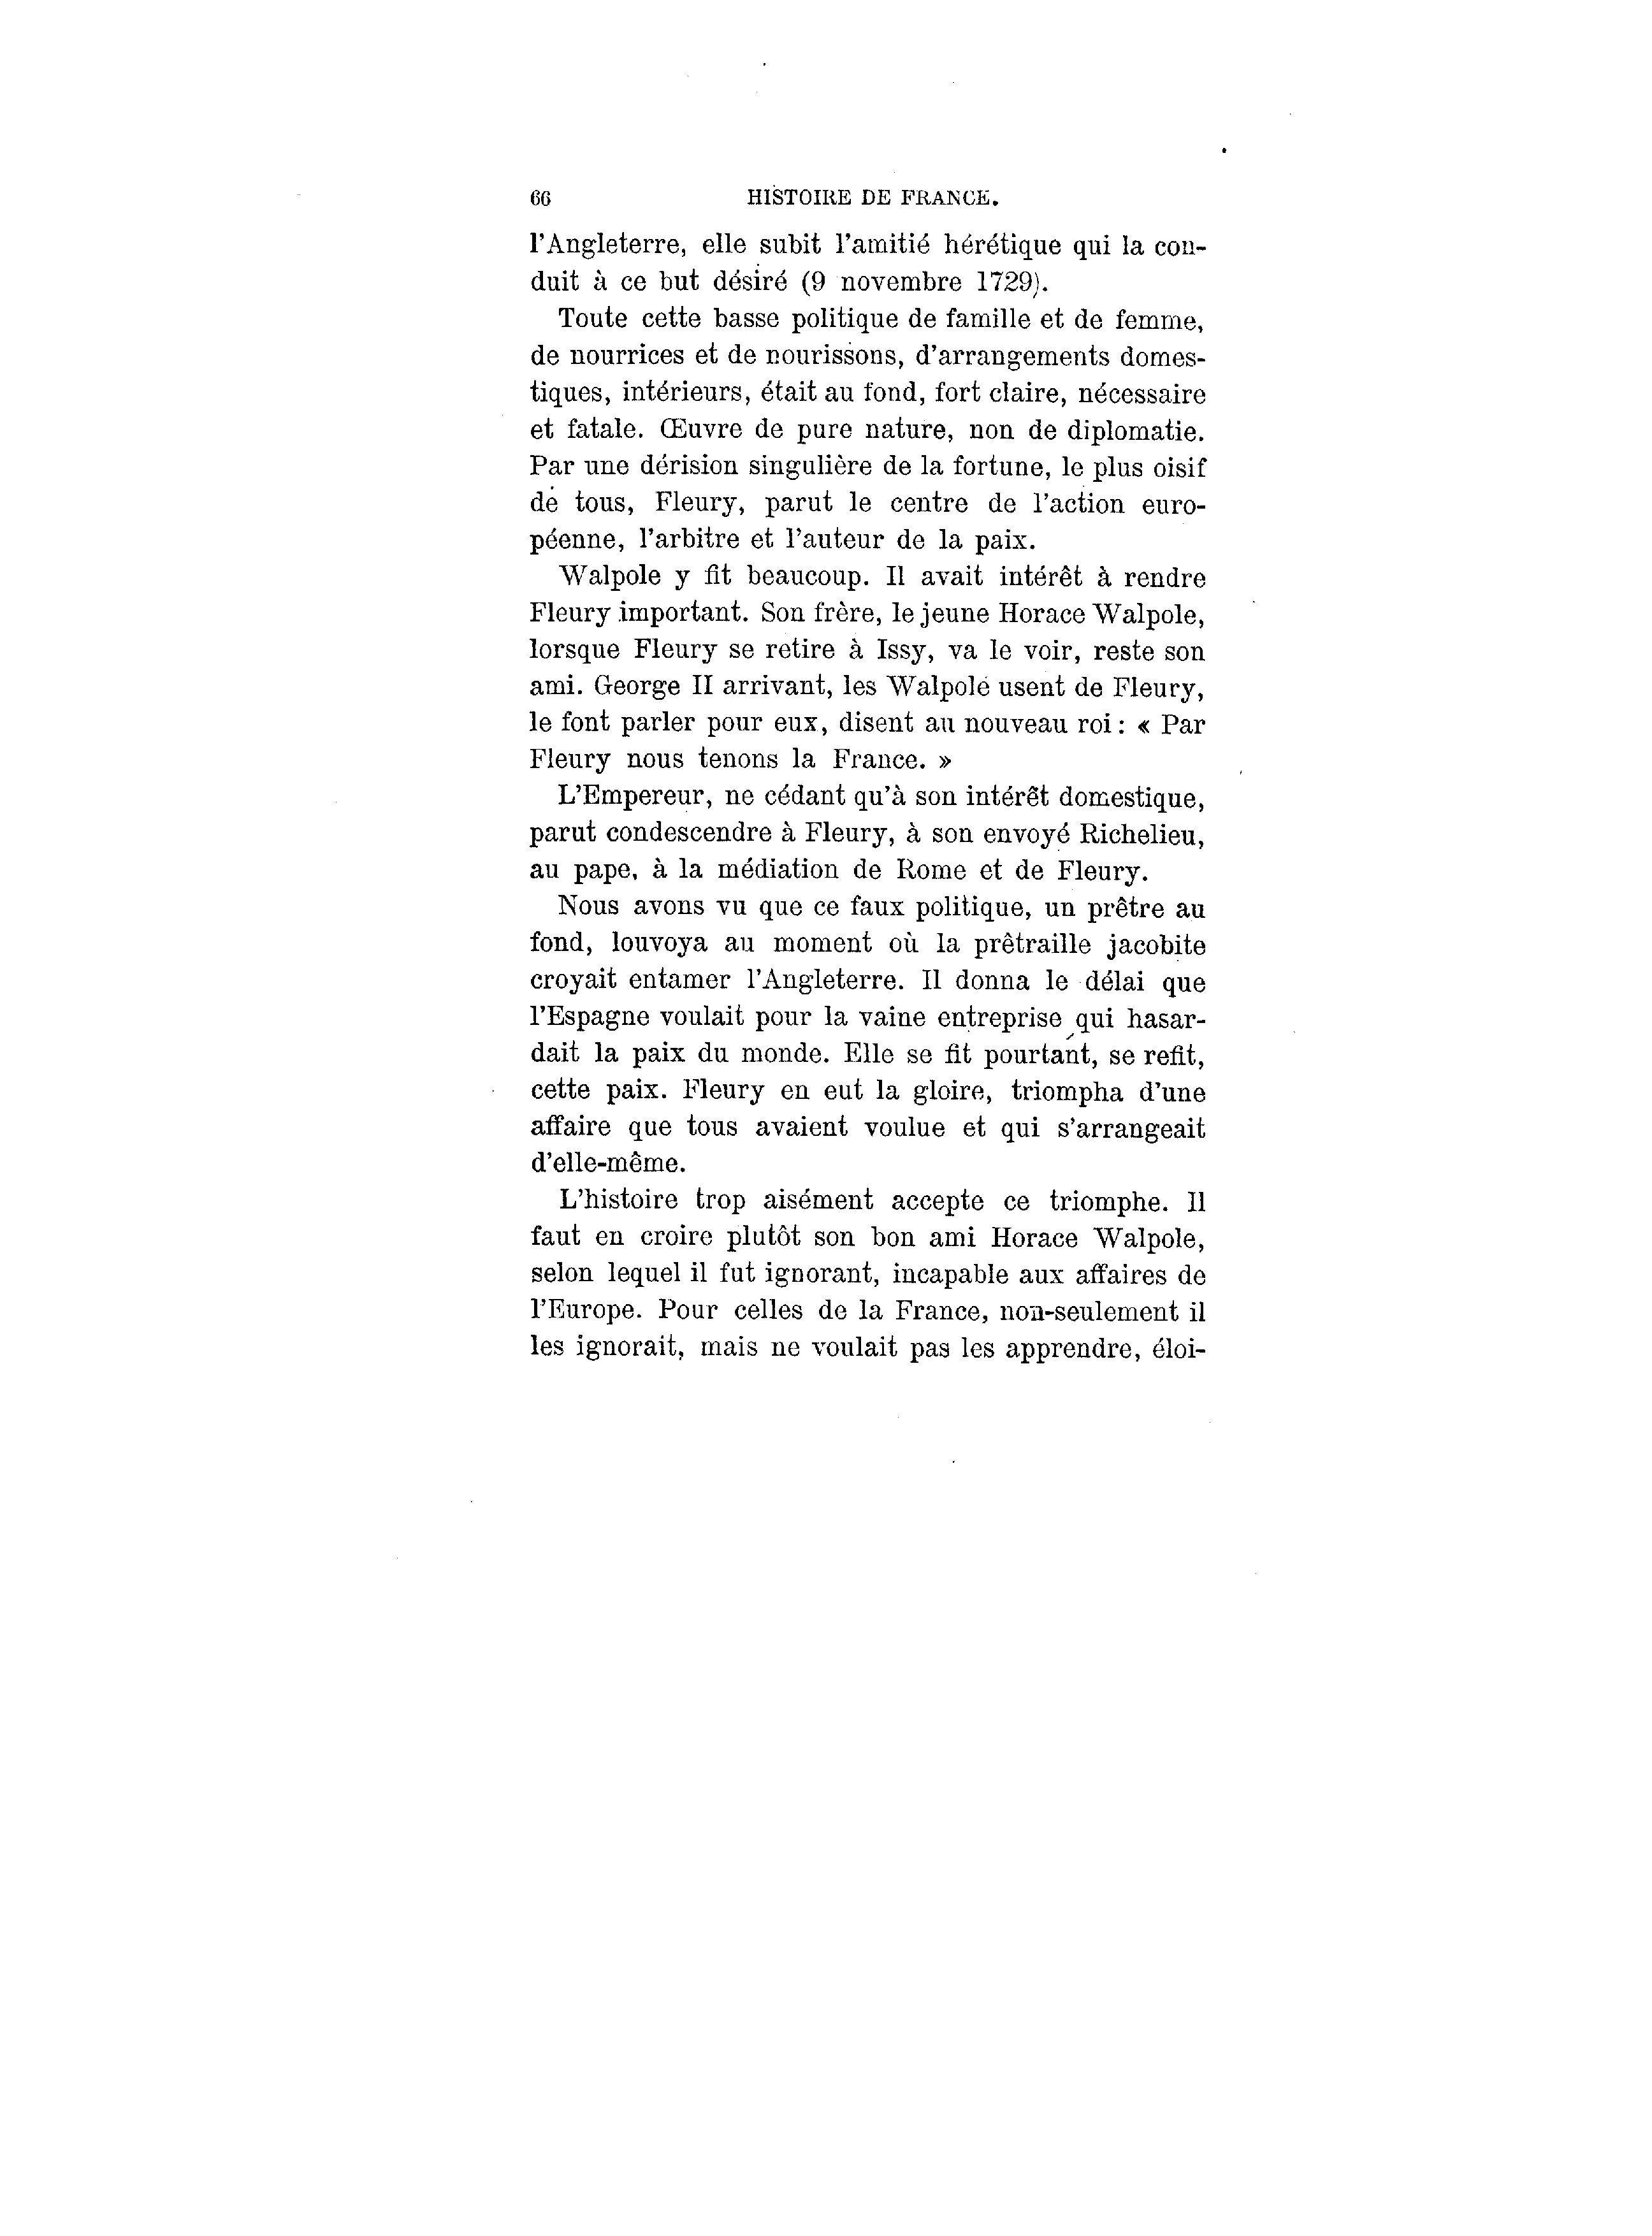 66 HISTOIRE DE FRANCE.
l'Angleterre, elle subit l'amitié hérétique qui la con-
duit à ce but désiré (9 novembre 1729).
Toute cette basse politique de famille et de femme,
de nourrices et de nourissons, d'arrangements domes-
tiques, intérieurs, était au fond, fort claire, nécessaire
et fatale. Œuvre de pure nature, non de diplomatie.
Par une dérision singulière de la fortune, le plus oisif
de tous, Fleury, parut le centre de l'action euro-
péenne, l'arbitre et l'auteur de la paix.
Walpole y fit beaucoup. Il avait intérêt à rendre
Fleury important. Son frère, le jeune Horace Walpole,
lorsque Fleury se retire à Issy, va le voir, reste son
ami. George II arrivant, les Walpole usent de Fleury,
le font parler pour eux, disent au nouveau roi : « Par
Fleury nous tenons la France. »
L'Empereur, ne cédant qu'à son intérêt domestique,
parut condescendre à Fleury, à son envoyé Richelieu,
au pape, à la médiation de Rome et de Fleury.
Nous avons vu que ce faux politique, un prêtre au
fond, louvoya au moment où la prêtraille jacobite
croyait entamer l'Angleterre. Il donna le délai que
l'Espagne voulait pour la vaine entreprise qui hasar-
dait la paix du monde. Elle se fit pourtant, se refit,
cette paix. Fleury en eut la gloire, triompha d'une
affaire que tous avaient voulue et qui s'arrangeait
d'elle-même.
L'histoire trop aisément accepte ce triomphe. Il
faut en croire plutôt son bon ami Horace Walpole,
selon lequel il fut ignorant, incapable aux affaires de
l'Europe. Pour celles de la France, non-seulement il
les ignorait, mais ne voulait pas les apprendre, éloi-